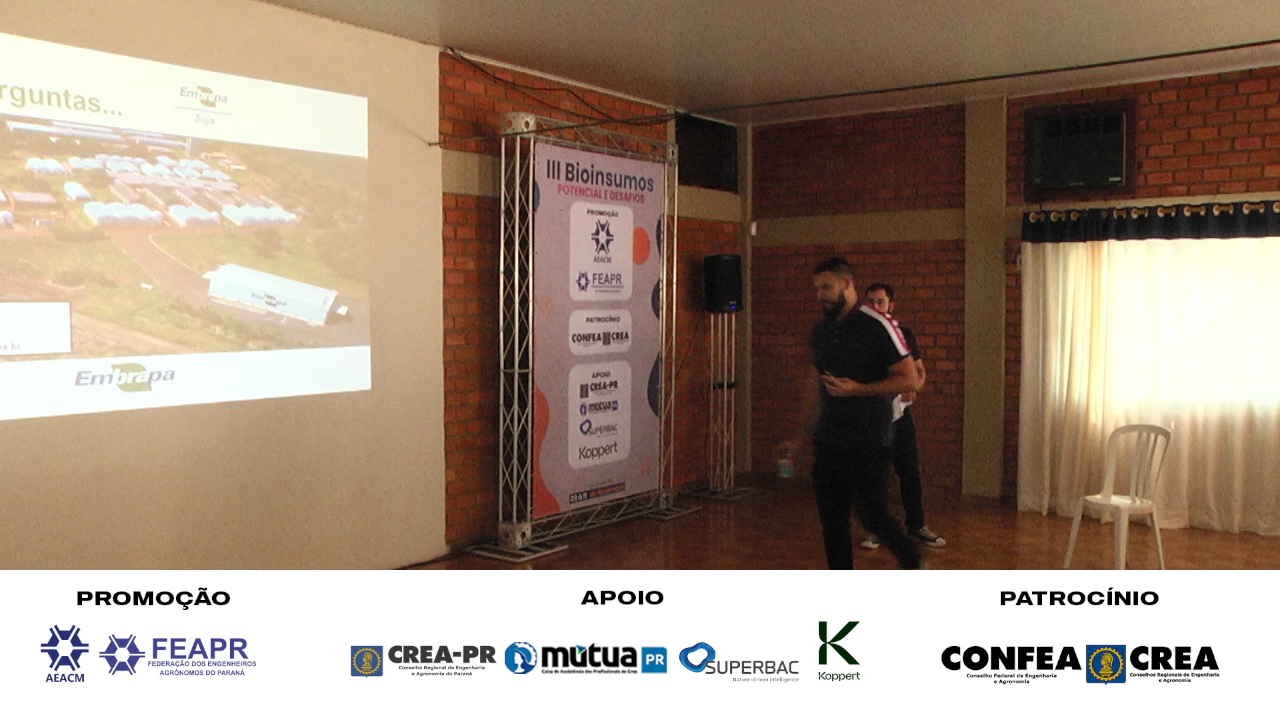 rguntas...
Embrapa
Soja
Embrapa
Embrapa
III Bioinsumos
POTENCIAL E DESAFIOS
PROMOÇÃO
AEACM
FEAPR
PATROCÍNIO
CONFEA CREA
APOIO
CREA-PR
mútua PR
SUPERBAC
Koppert
PROMOÇÃO
AEACM
FEAPR
FEDERAÇÃO DOS ENGENHEIROS
AGRÔNOMOS DO PARANÁ
APOIO
CREA-PR
Conselho Regional de Engenharia
e Agronomia do Paraná
mútua PR
Caixa de Assistência dos Profissionais do Crea
SUPERBAC
Nature-driven intelligence
Koppert
PATROCÍNIO
CONFEA
Conselho Federal de Engenharia
e Agronomia
CREA
Conselhos Regionais de Engenharia
e Agronomia